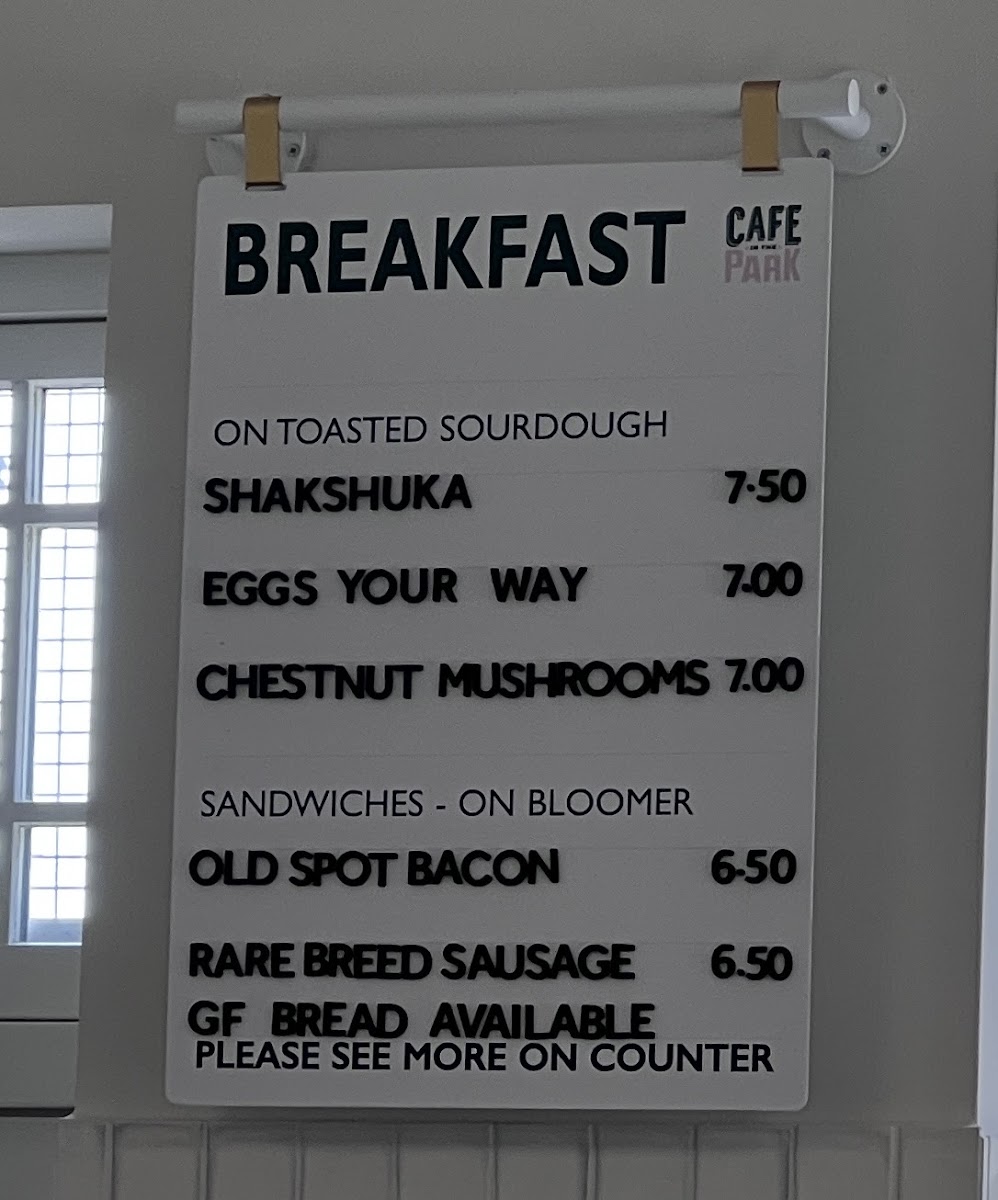 BREAKFAST
CAFE
IN THE
PARK
ON TOASTED SOURDOUGH
SHAKSHUKA 7.50
EGGS YOUR WAY 7.00
CHESTNUT MUSHROOMS 7.00
SANDWICHES - ON BLOOMER
OLD SPOT BACON 6.50
RARE BREED SAUSAGE 6.50
GF BREAD AVAILABLE
PLEASE SEE MORE ON COUNTER